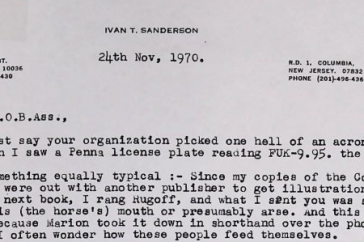 IVAN T. SANDERSON.
24th Nov, 1970.
10036
R.D. 1, COLUMBIA,
NEW JERSEY. 07832
PHONE (201)-496-436
.O.B.Ass.,
st say your organization picked one hell of an acron
I saw a Penna license plate reading FUK-9.95. the
mething equally typical :- Since my copies of the Go
were out with another publisher to get illustration
next book, I rang Rugoff, and what I sent you was s
is (the horse's) mouth or presumably arse. And this
ecause Marion took it down in shorthand over the ph
I often wonder how these people feed themselves.